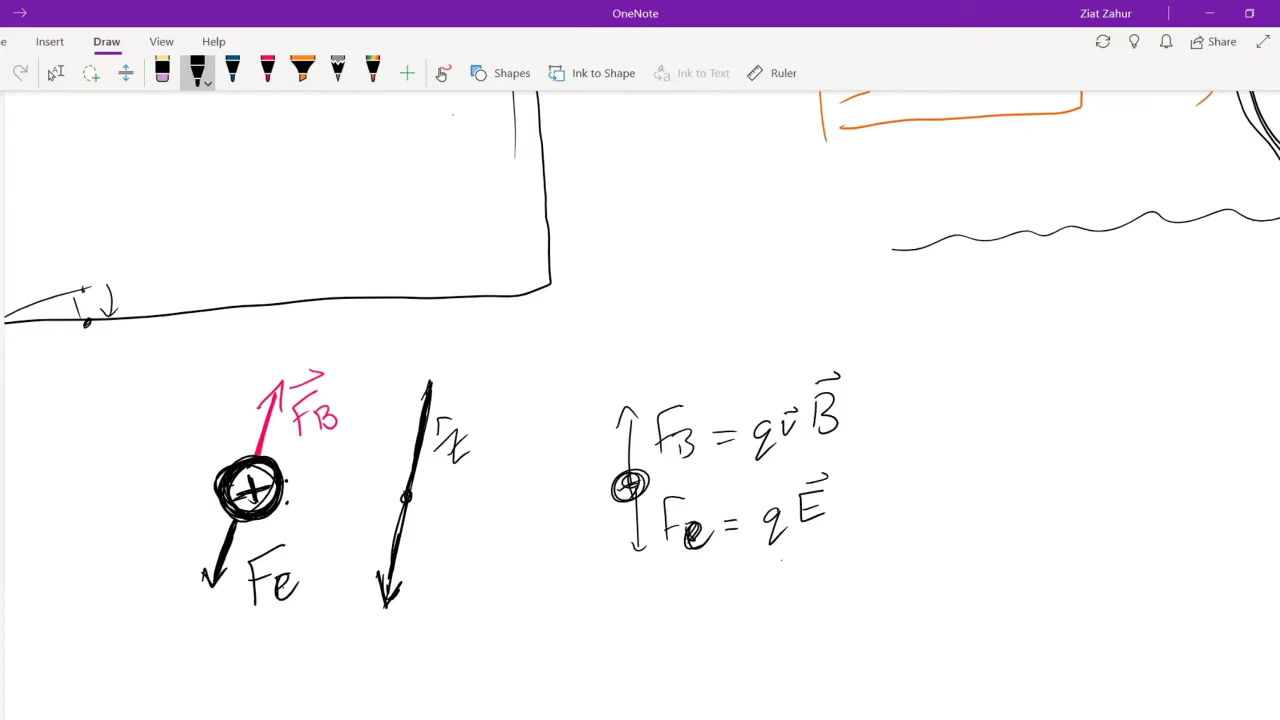 OneNote
Ziat Zahur
Insert Draw View Help
Share
Shapes Ink to Shape Ink to Text Ruler
F⃗B
+
Fe
+
FB = qv⃗ B⃗
Fe = q E⃗